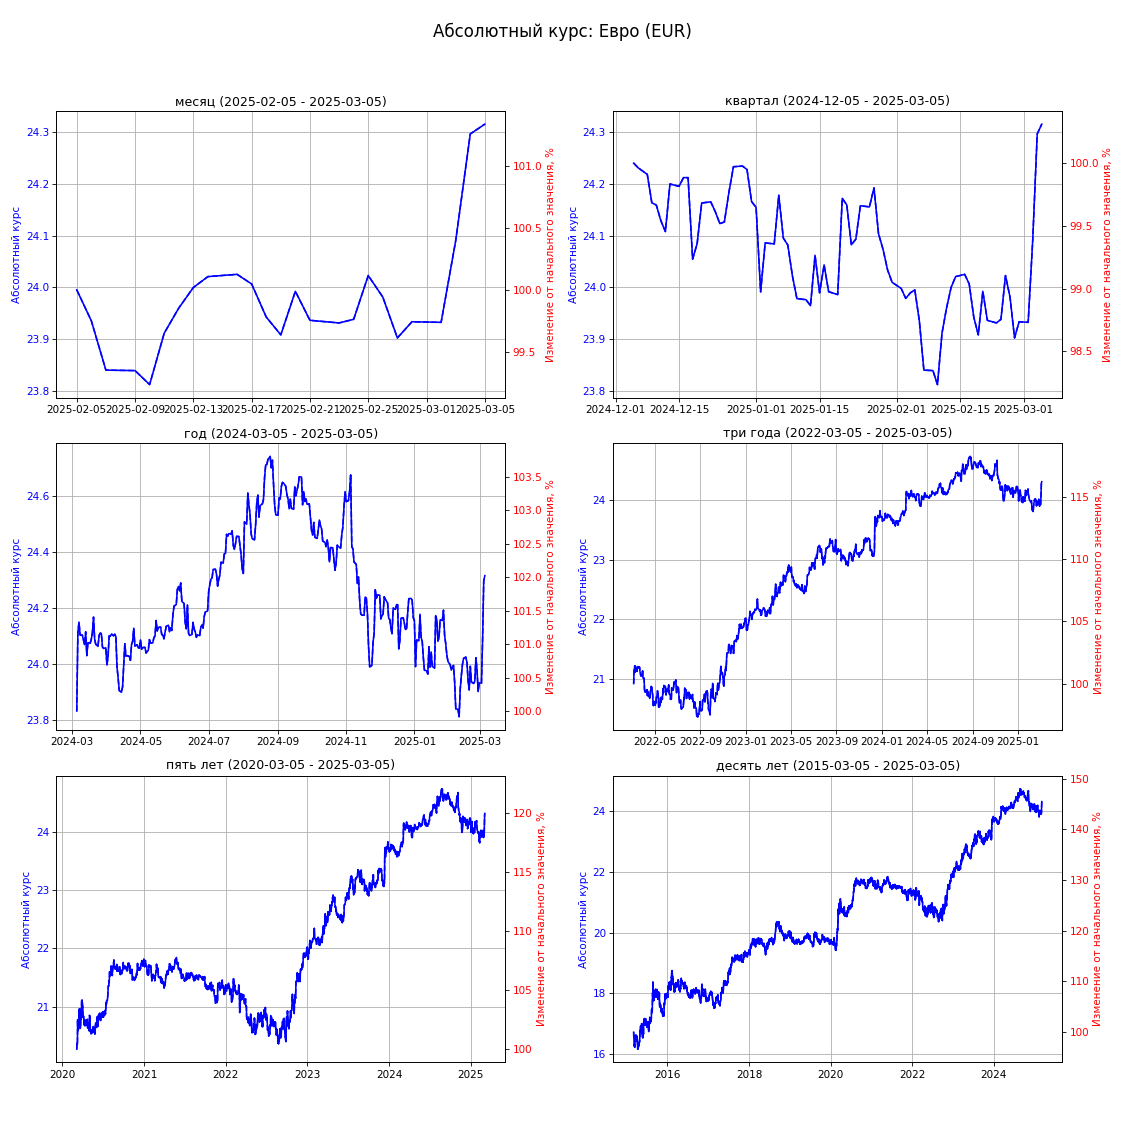 Абсолютный курс: Евро (EUR)
месяц (2025-02-05 - 2025-03-05)
Абсолютный курс
24.3
24.2
24.1
24.0
23.9
23.8
101.0
100.5
100.0
99.5
Изменение от начального значения, %
2025-02-05 2025-02-09 2025-02-13 2025-02-17 2025-02-21 2025-02-25 2025-03-01 2025-03-05
квартал (2024-12-05 - 2025-03-05)
Абсолютный курс
24.3
24.2
24.1
24.0
23.9
23.8
100.0
99.5
99.0
98.5
Изменение от начального значения, %
2024-12-01 2024-12-15 2025-01-01 2025-01-15 2025-02-01 2025-02-15 2025-03-01
год (2024-03-05 - 2025-03-05)
Абсолютный курс
24.6
24.4
24.2
24.0
23.8
103.5
103.0
102.5
102.0
101.5
101.0
100.5
100.0
Изменение от начального значения, %
2024-03 2024-05 2024-07 2024-09 2024-11 2025-01 2025-03
три года (2022-03-05 - 2025-03-05)
Абсолютный курс
24
23
22
21
115
110
105
100
Изменение от начального значения, %
2022-05 2022-09 2023-01 2023-05 2023-09 2024-01 2024-05 2024-09 2025-01
пять лет (2020-03-05 - 2025-03-05)
Абсолютный курс
24
23
22
21
120
115
110
105
100
Изменение от начального значения, %
2020 2021 2022 2023 2024 2025
десять лет (2015-03-05 - 2025-03-05)
Абсолютный курс
24
22
20
18
16
150
140
130
120
110
100
Изменение от начального значения, %
2016 2018 2020 2022 2024